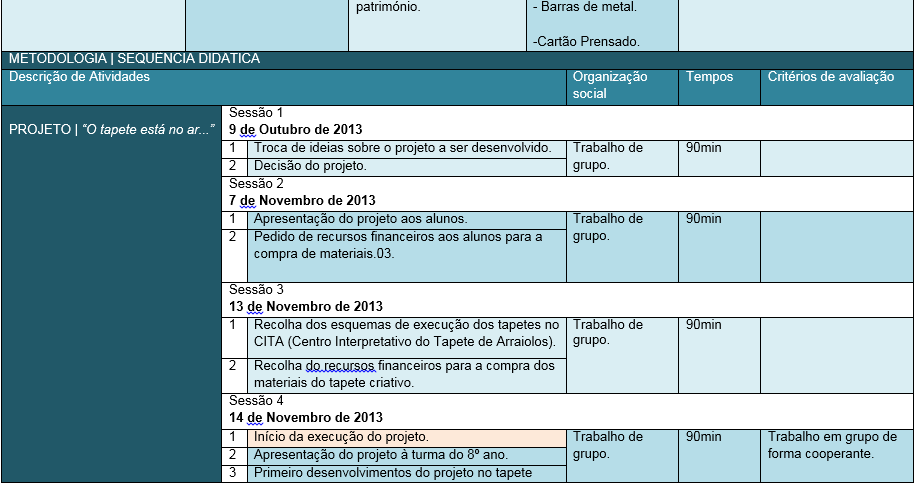 património.
- Barras de metal.
-Cartão Prensado.
METODOLOGIA | SEQUENCIA DIDATICA
Descrição de Atividades
Organização social
Tempos
Critérios de avaliação
PROJETO | “O tapete está no ar...”
Sessão 1
9 de Outubro de 2013
1 Troca de ideias sobre o projeto a ser desenvolvido.
2 Decisão do projeto.
Trabalho de
grupo.
90min
Sessão 2
7 de Novembro de 2013
1 Apresentação do projeto aos alunos.
2 Pedido de recursos financeiros aos alunos para a
compra de materiais.03.
Trabalho de
grupo.
90min
Sessão 3
13 de Novembro de 2013
1 Recolha dos esquemas de execução dos tapetes no
CITA (Centro Interpretativo do Tapete de Arraiolos).
2 Recolha do recursos financeiros para a compra dos
materiais do tapete criativo.
Trabalho de
grupo.
90min
Sessão 4
14 de Novembro de 2013
1 Início da execução do projeto.
2 Apresentação do projeto à turma do 8º ano.
3 Primeiro desenvolvimentos do projeto no tapete
Trabalho de
grupo.
90min
Trabalho em grupo de
forma cooperante.